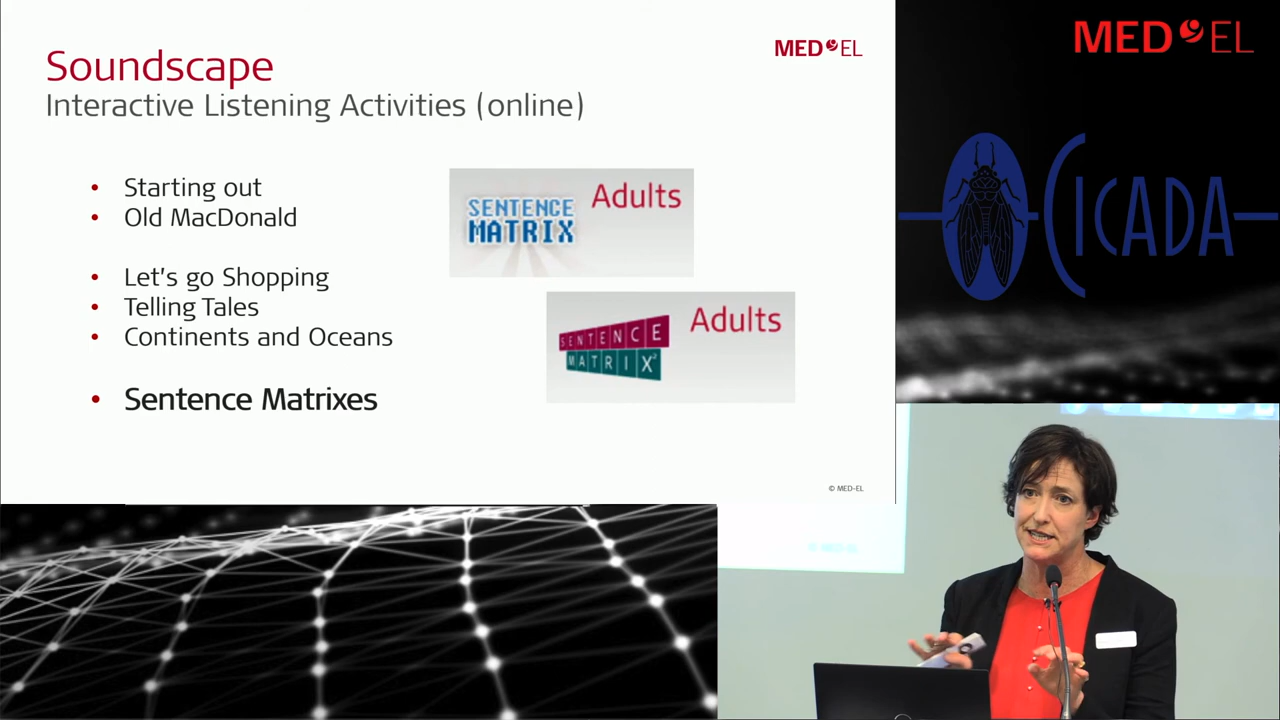 Soundscape
Interactive Listening Activities (online)
MED EL
• Starting out
• Old MacDonald
• Let's go Shopping
• Telling Tales
• Continents and Oceans
• Sentence Matrixes
SENTENCE
MATRIX
Adults
SENTENCE
MATRIX²
Adults
© MED-EL
MED EL
CICADA